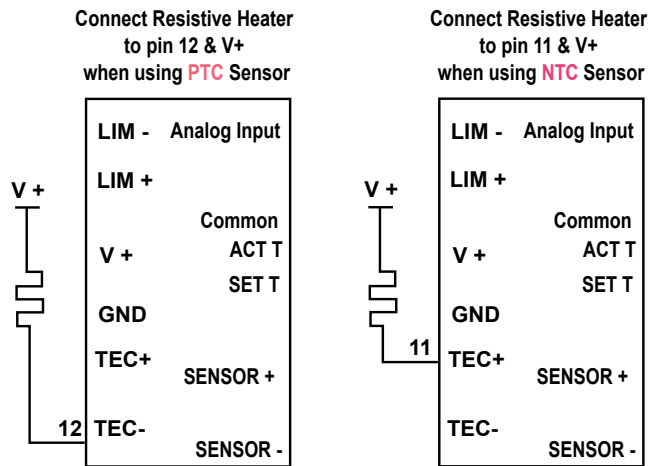 Connect Resistive Heater
to pin 12 & V+
when using PTC Sensor
LIM - Analog Input
LIM +
V +
Common
V + ACT T
SET T
GND
TEC+
SENSOR +
12 TEC-
SENSOR -
Connect Resistive Heater
to pin 11 & V+
when using NTC Sensor
LIM - Analog Input
LIM +
V +
Common
V + ACT T
SET T
GND
11
TEC+
SENSOR +
TEC-
SENSOR -